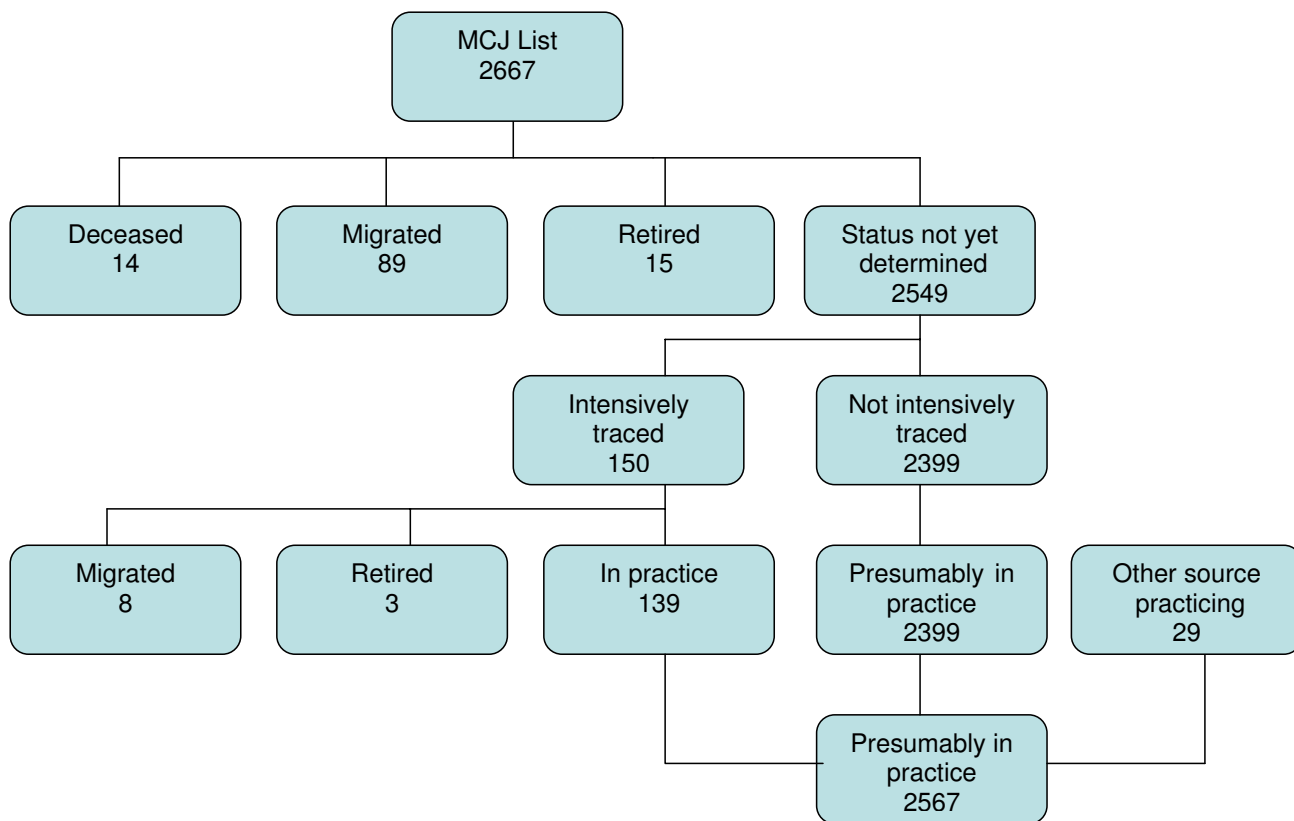 MCJ List
2667
Deceased
14
Migrated
89
Retired
15
Status not yet
determined
2549
Intensively
traced
150
Not intensively
traced
2399
Migrated
8
Retired
3
In practice
139
Presumably in
practice
2399
Other source
practicing
29
Presumably in
practice
2567